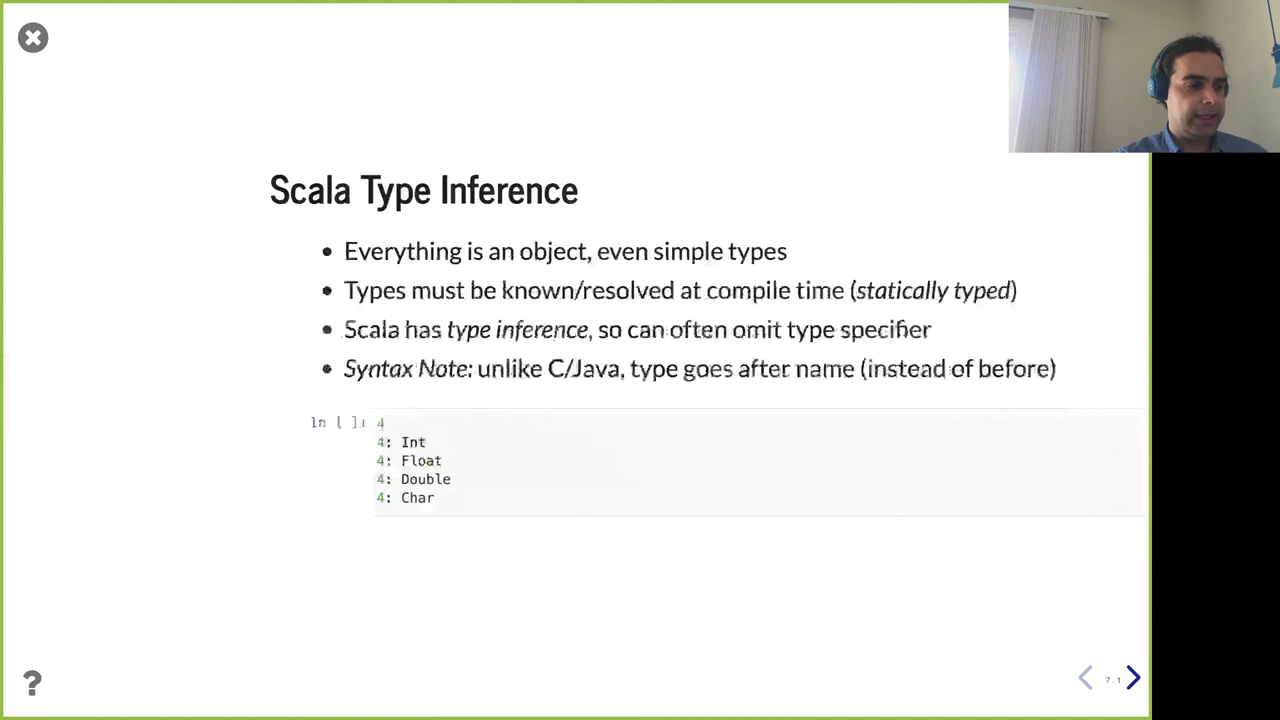 Scala Type Inference
• Everything is an object, even simple types
• Types must be known/resolved at compile time (statically typed)
• Scala has type inference, so can often omit type specifier
• Syntax Note: unlike C/Java, type goes after name (instead of before)
In [ ]: 4
4: Int
4: Float
4: Double
4: Char
?
7.1